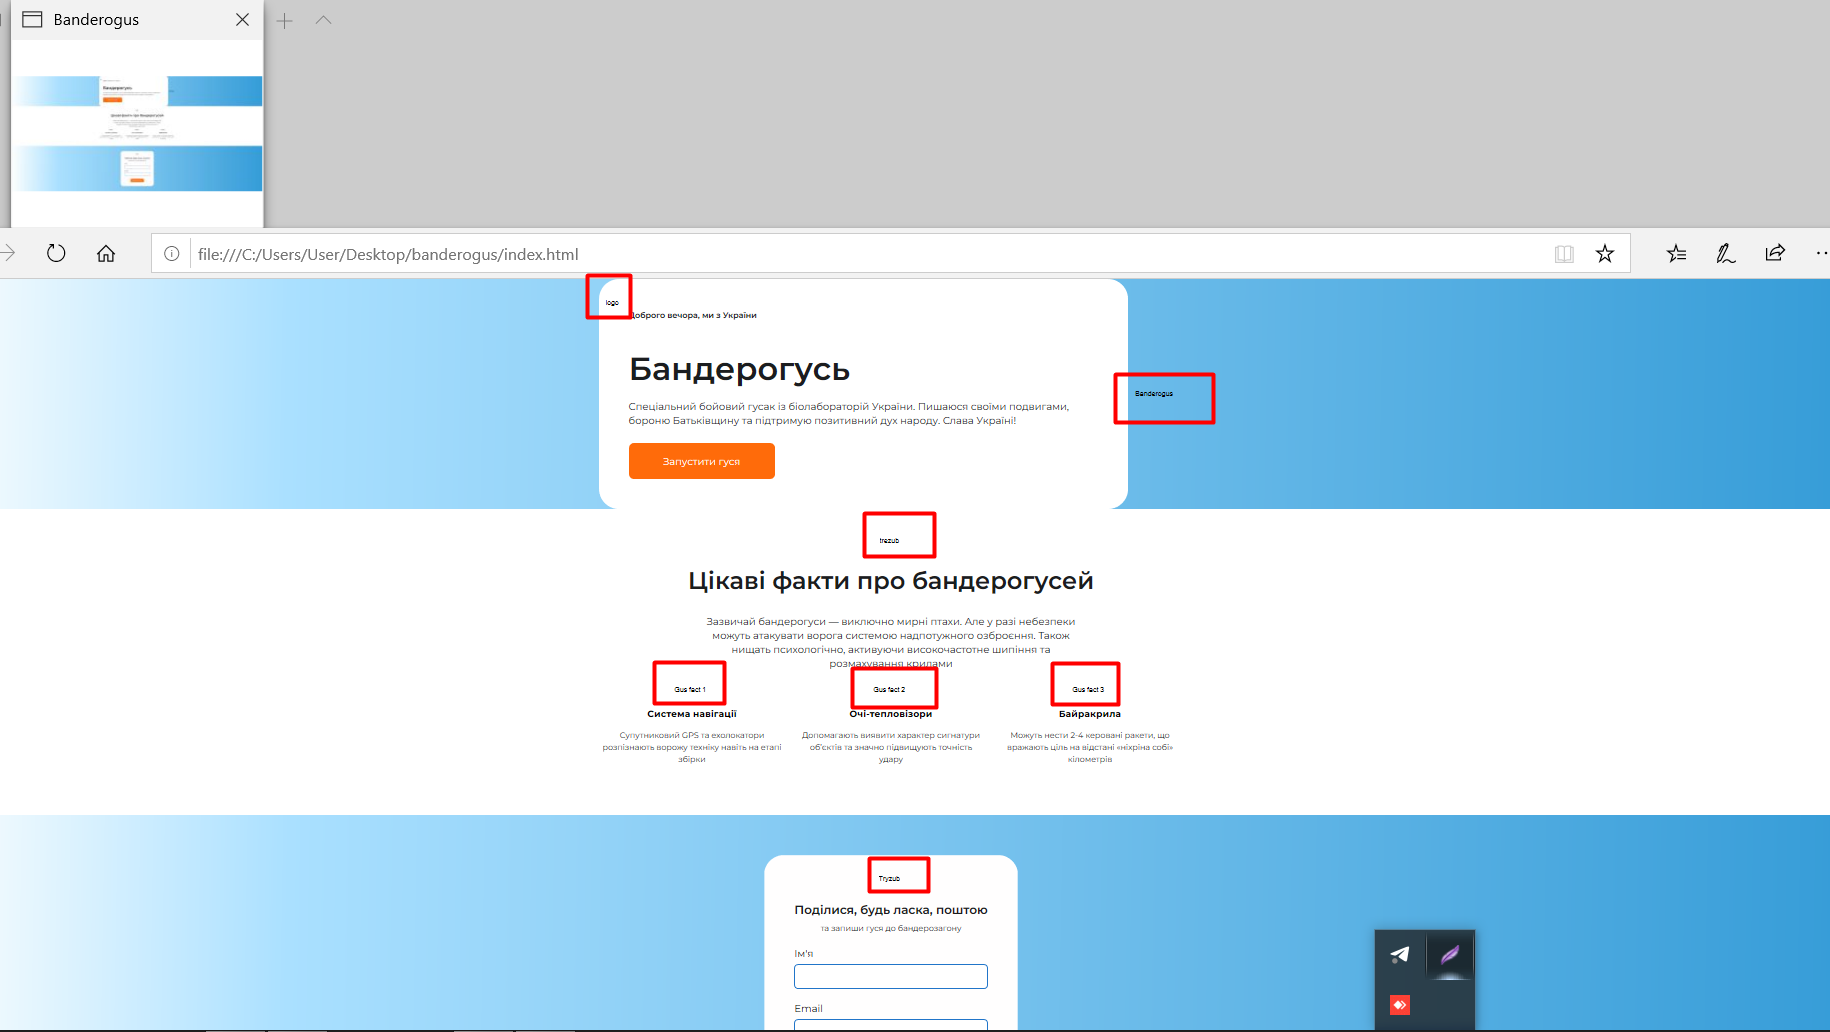 Banderogus
file:///C:/Users/User/Desktop/banderogus/index.html
logo
Доброго вечора, ми з України
Бандерогусь
Banderogus
Спеціальний бойовий гусак із біолабораторій України. Пишаюся своїми подвигами,
бороню Батьківщину та підтримую позитивний дух народу. Слава Україні!
Запустити гуся
trezub
Цікаві факти про бандерогусей
Зазвичай бандерогуси — виключно мирні птахи. Але у разі небезпеки
можуть атакувати ворога системою надпотужного озброєння. Також
нищать психологічно, активуючи високочастотне шипіння та
розмахування крилами
Gus fact 1
Система навігації
Супутниковий GPS та ехолокатори
розпізнають ворожу техніку навіть на етапі
збірки
Gus fact 2
Очі-тепловізори
Допомагають виявити характер сигнатури
об'єктів та значно підвищують точність
удару
Gus fact 3
Байракрила
Можуть нести 2-4 керовані ракети, що
вражають ціль на відстані «ніхріна собі»
кілометрів
Tryzub
Поділися, будь ласка, поштою
та запиши гуся до бандерозагону
Ім'я
Email